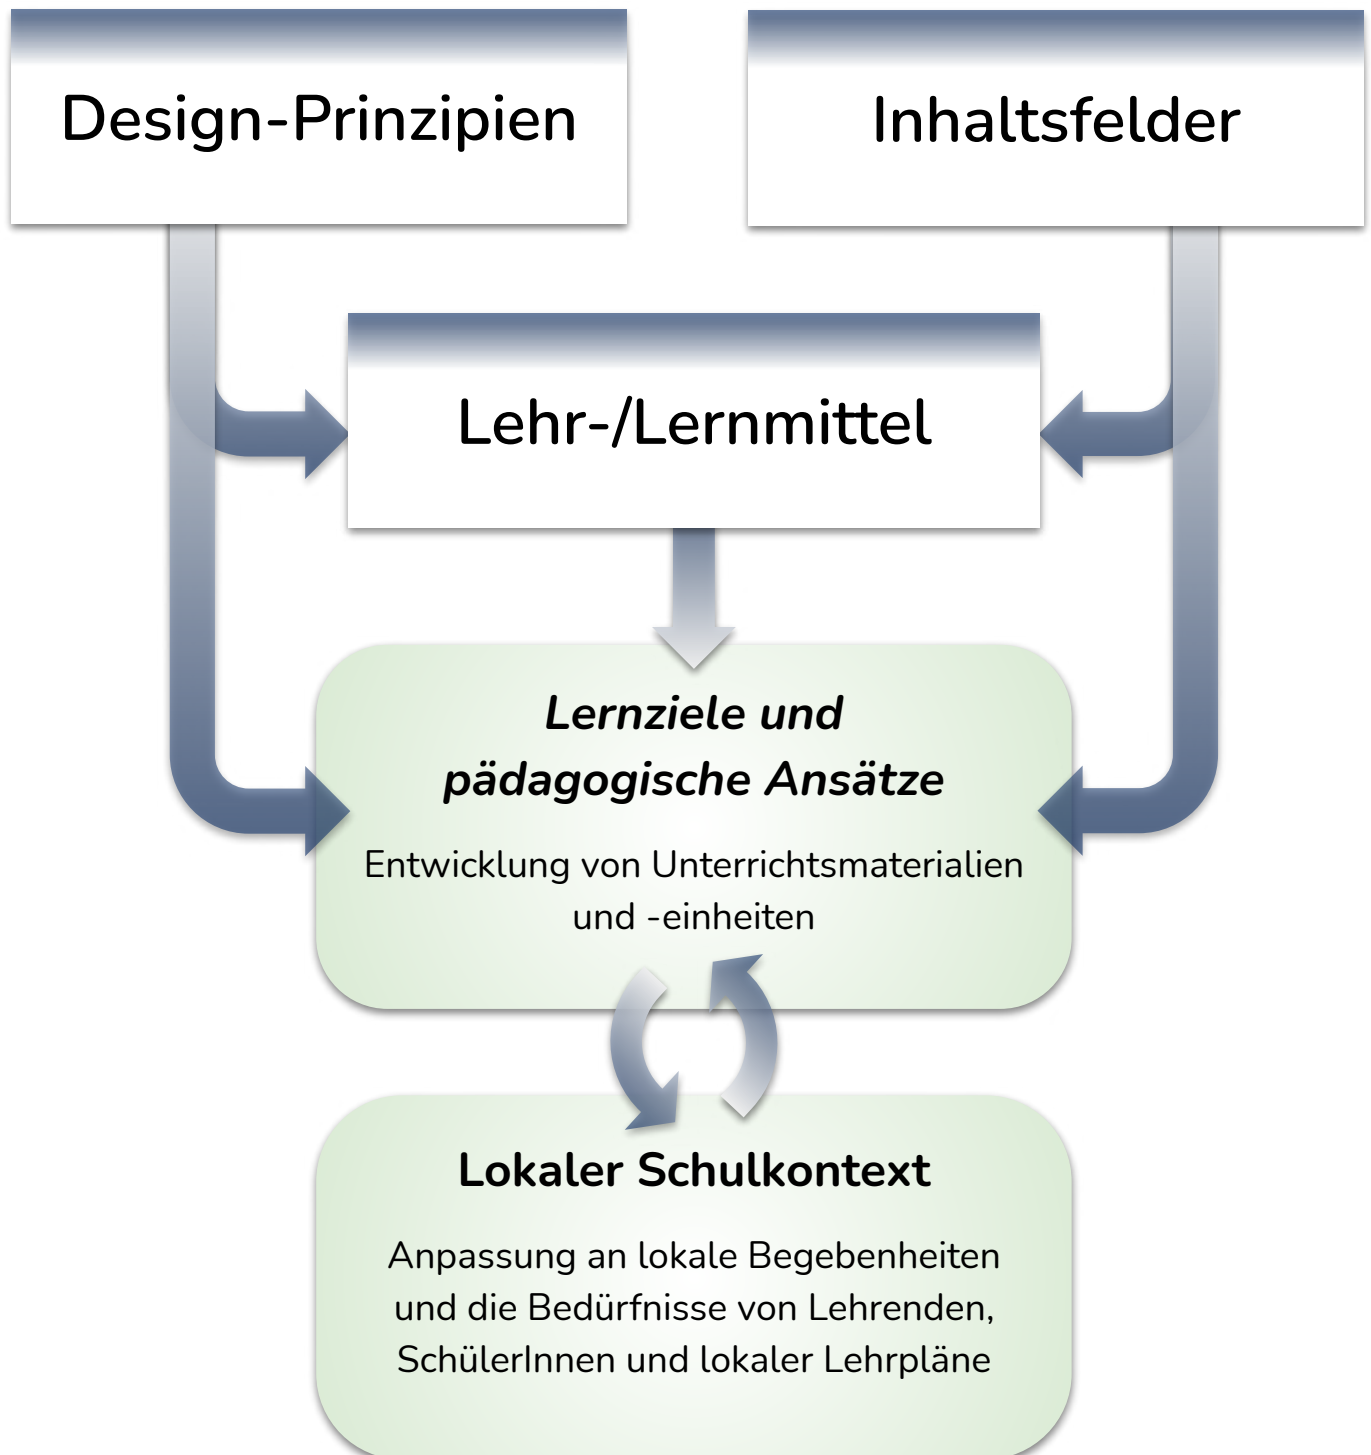 Design-Prinzipien
Inhaltsfelder
Lehr-/Lernmittel
Lernziele und
pädagogische Ansätze
Entwicklung von Unterrichtsmaterialien
und -einheiten
Lokaler Schulkontext
Anpassung an lokale Begebenheiten
und die Bedürfnisse von Lehrenden,
SchülerInnen und lokaler Lehrpläne